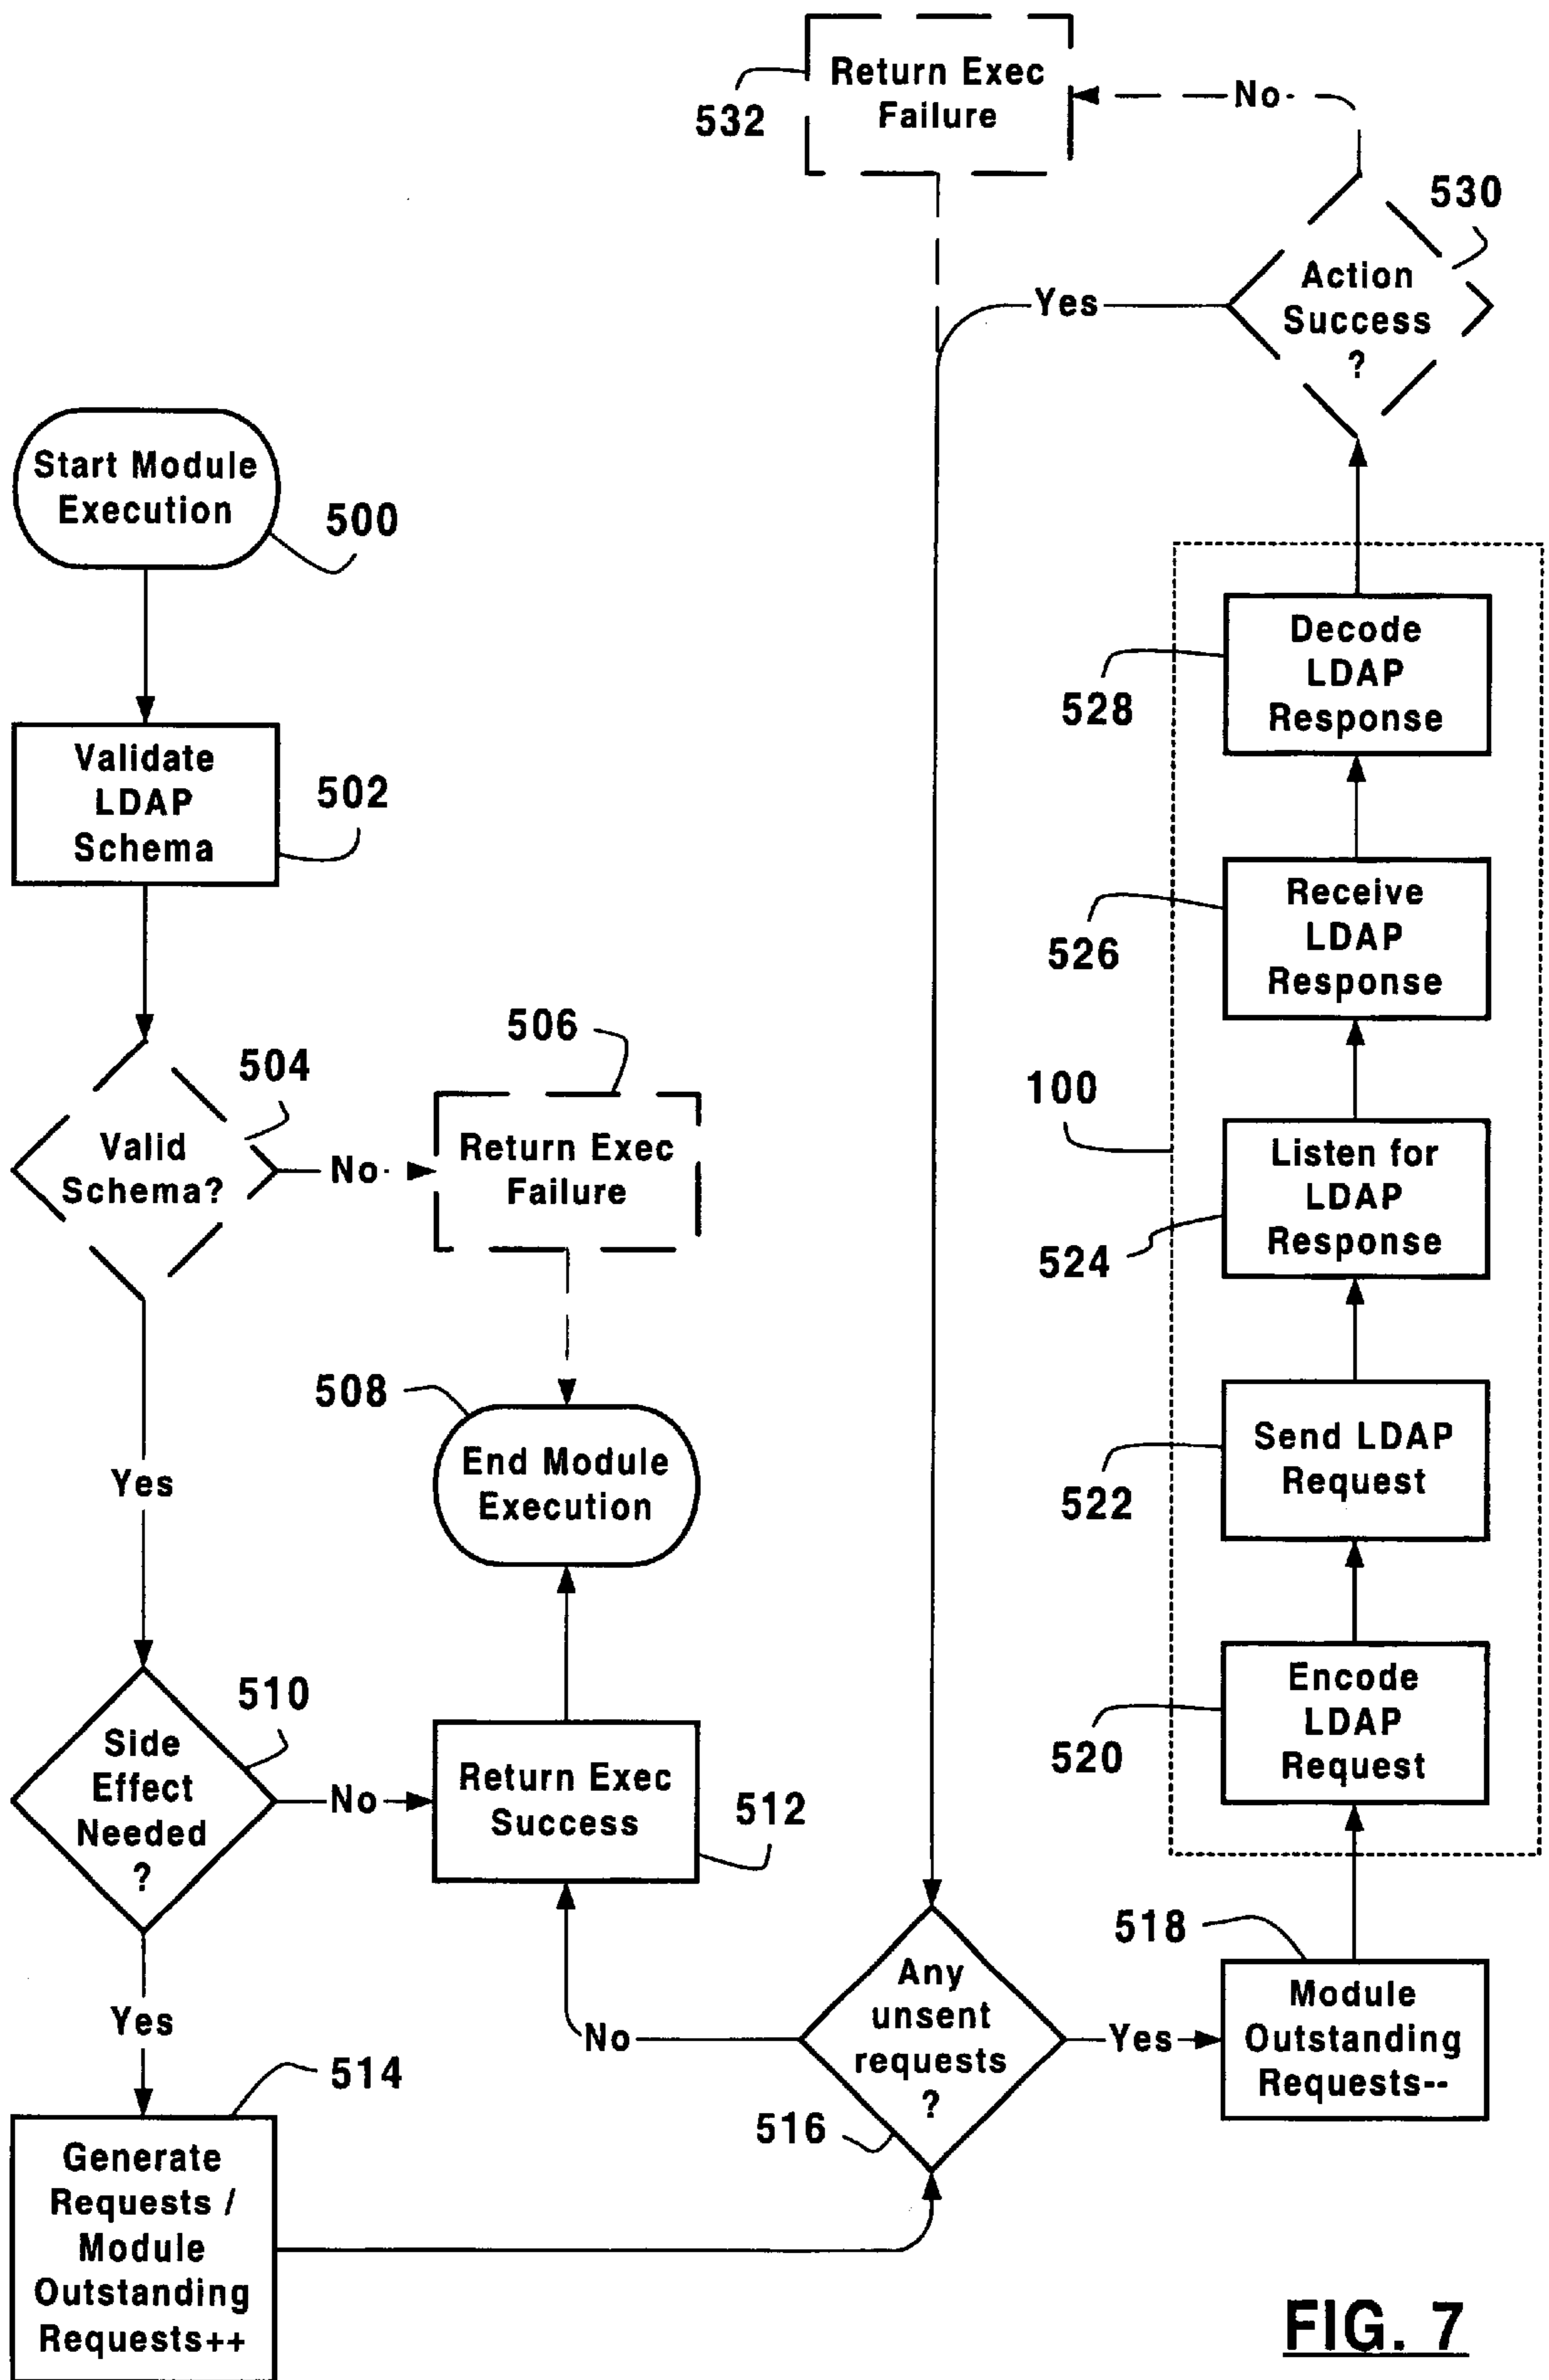 Return Exec
Failure
532
No
530
Action
Success
?
Yes
Start Module
Execution
500
Validate
LDAP
Schema
502
Valid
Schema?
504
No
506
Return Exec
Failure
508
End Module
Execution
Yes
Side
Effect
Needed
?
510
No
Return Exec
Success
512
Yes
514
Generate
Requests /
Module
Outstanding
Requests++
Any
unsent
requests
?
516
No
Yes
518
Module
Outstanding
Requests--
100
Encode
LDAP
Request
520
Send LDAP
Request
522
Listen for
LDAP
Response
524
Receive
LDAP
Response
526
Decode
LDAP
Response
528
FIG. 7